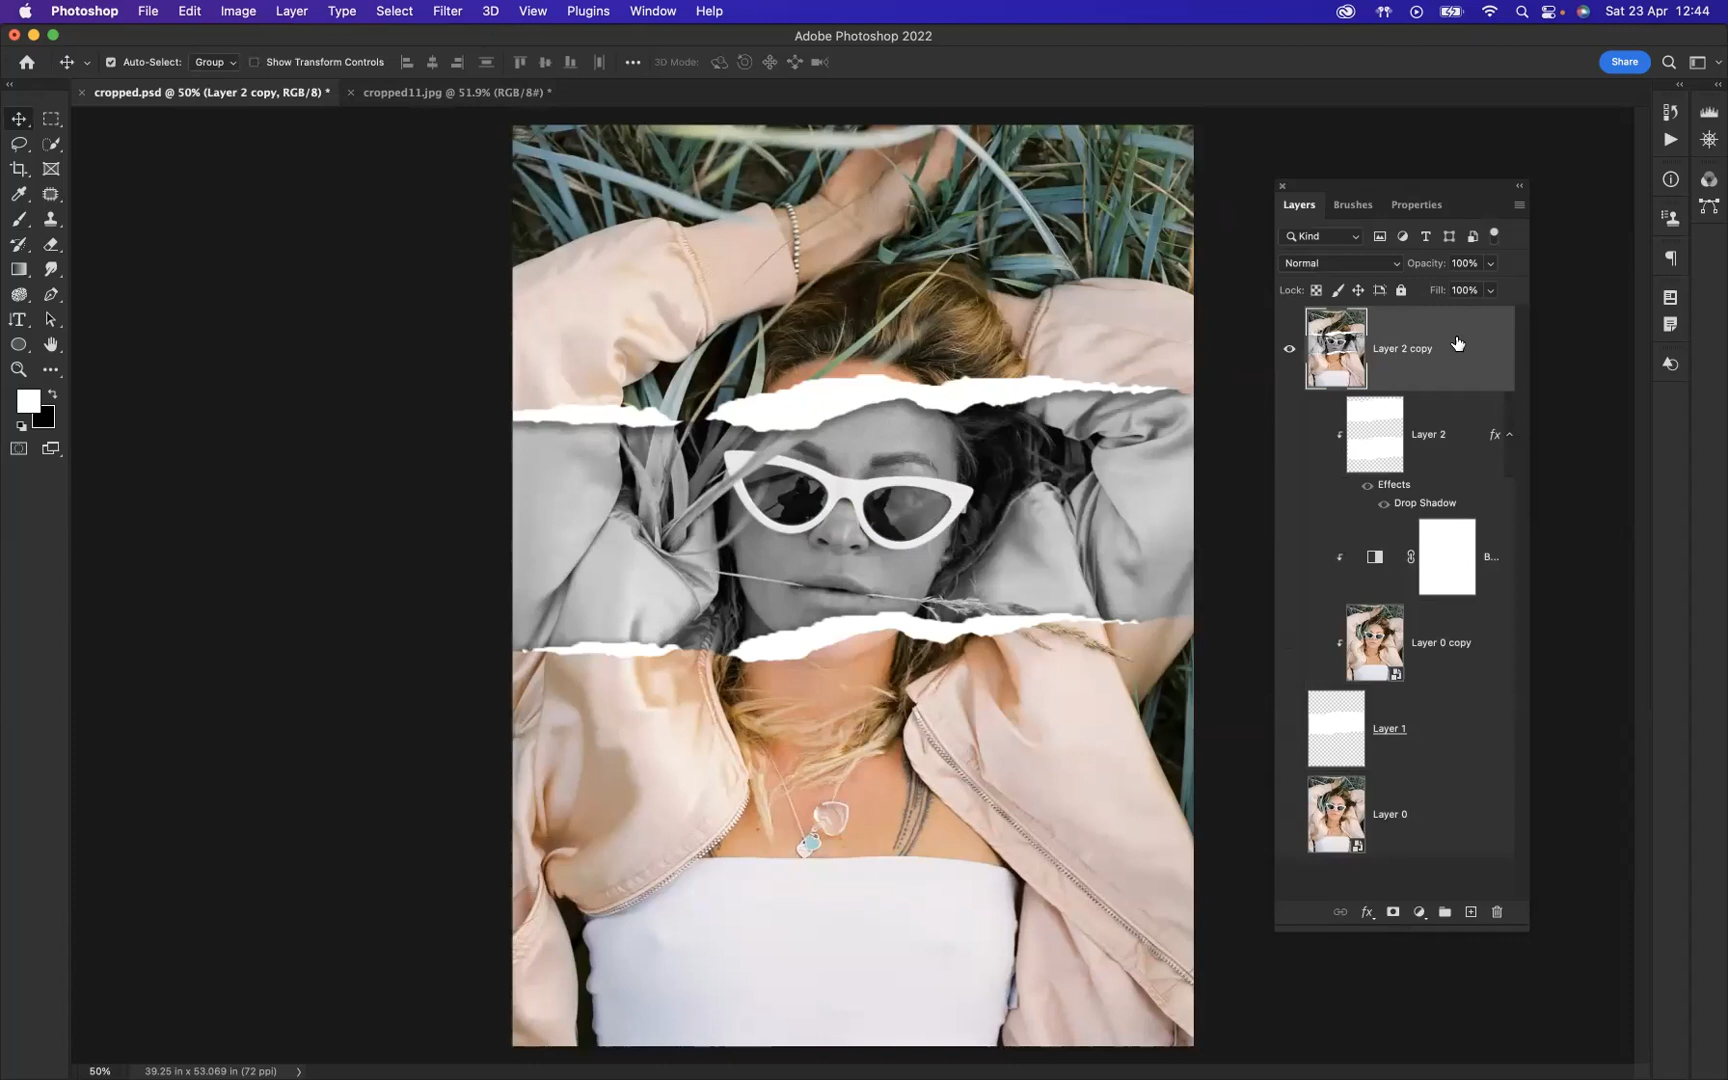 Photoshop File Edit Image Layer Type Select Filter 3D View Plugins Window Help Sat 23 Apr 12:44
Adobe Photoshop 2022
Auto-Select: Group Show Transform Controls 3D Mode: Share
cropped.psd @ 50% (Layer 2 copy, RGB/8) * cropped11.jpg @ 51.9% (RGB/8#) *
Layers Brushes Properties
Kind
Normal Opacity: 100%
Lock: Fill: 100%
Layer 2 copy
Layer 2 fx
Effects
Drop Shadow
B...
Layer 0 copy
Layer 1
Layer 0
fx
50% 39.25 in x 53.069 in (72 ppi)